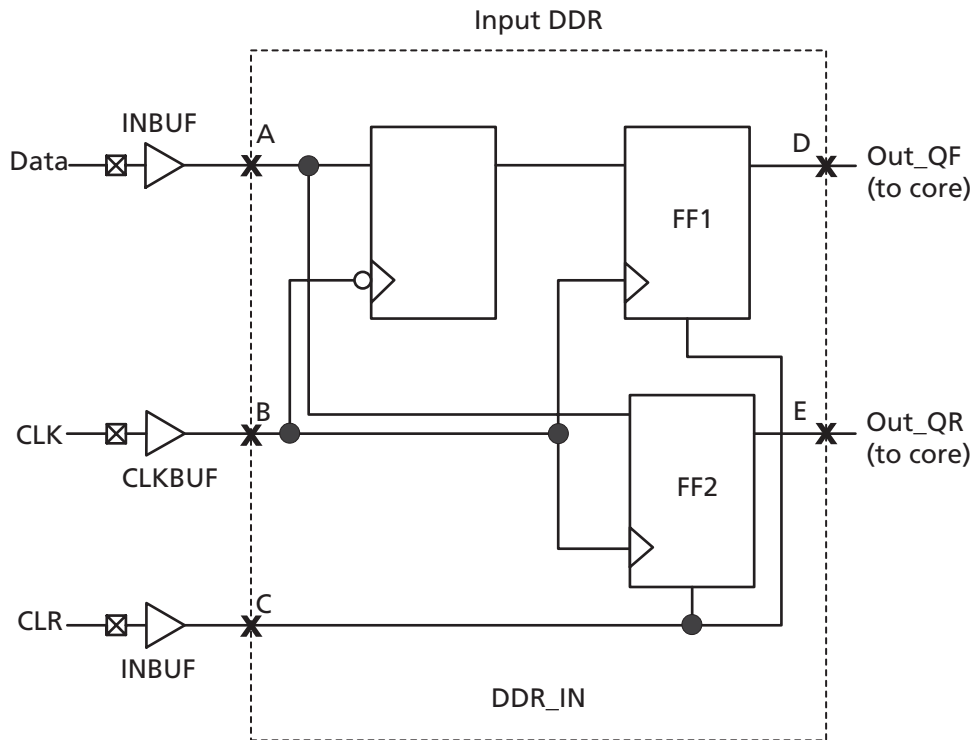 Input DDR
INBUF
A
Data
D
Out_QF
(to core)
FF1
B
CLK
CLKBUF
E
Out_QR
(to core)
FF2
C
CLR
INBUF
DDR_IN